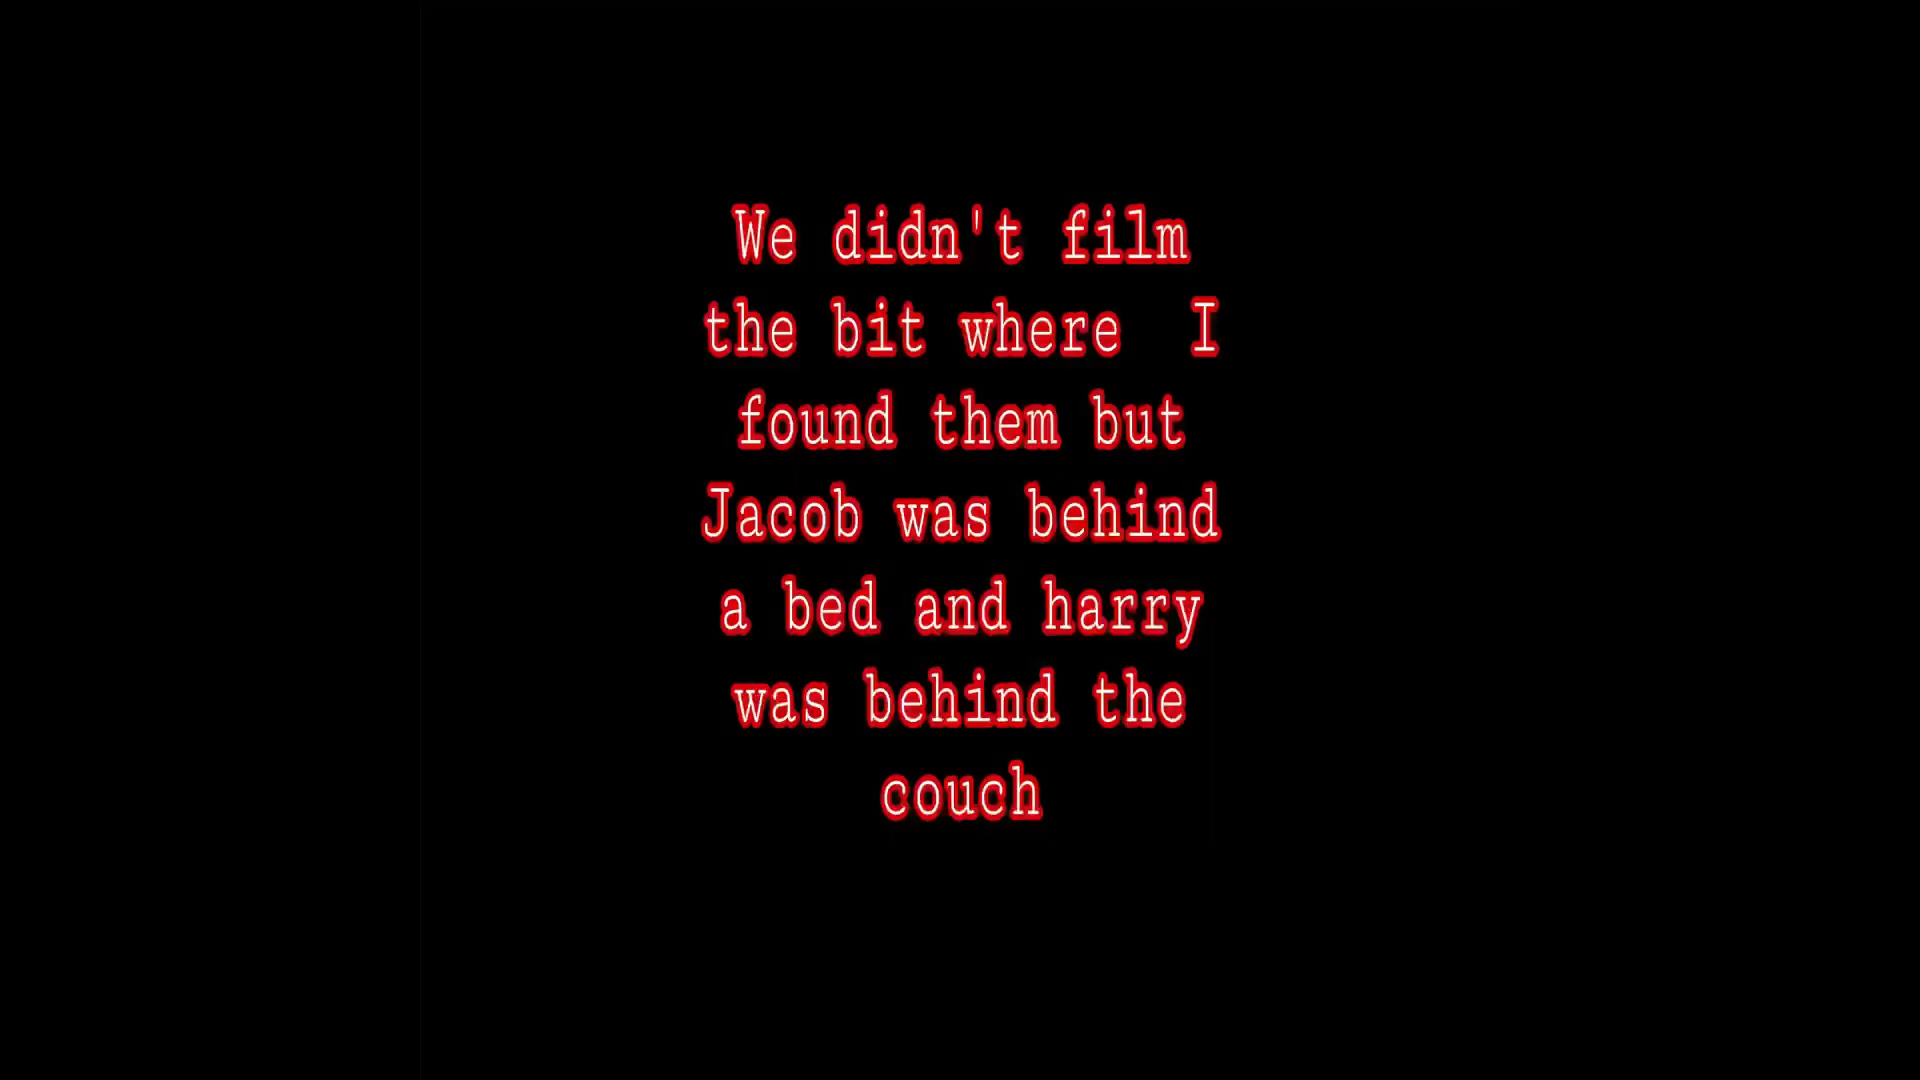 We didn't film
the bit where  I
found them but
Jacob was behind
a bed and harry
was behind the
couch